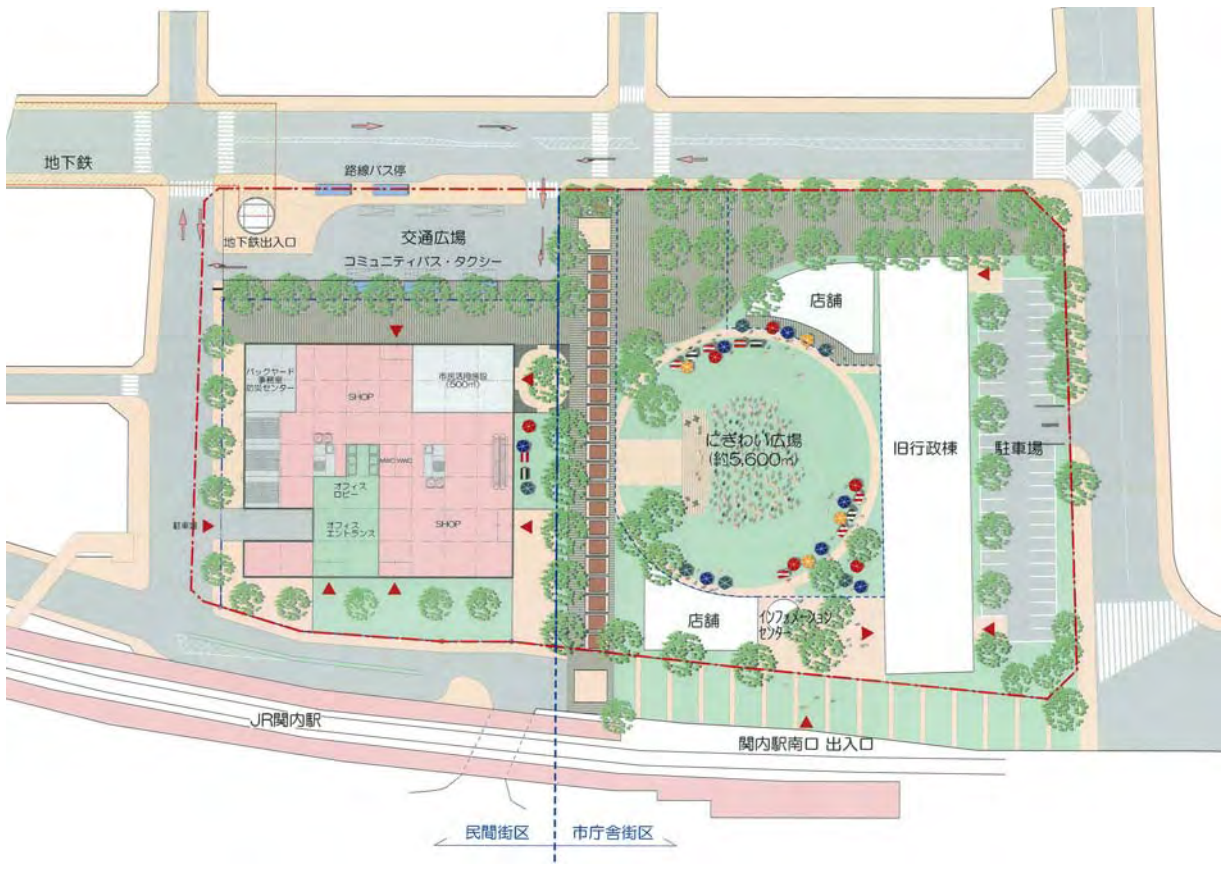 地下鉄
路線バス停
地下鉄出入口
交通広場
コミュニティバス・タクシー
店舗
バックヤード
事務室
防災センター
SHOP
市民活用施設
(500㎡)
にぎわい広場
(約5,600㎡)
旧行政棟
駐車場
オフィス
ロビー
オフィス
エントランス
SHOP
駐車場
店舗
インフォメーション
センター
JR関内駅
関内駅南口 出入口
民間街区
市庁舎街区